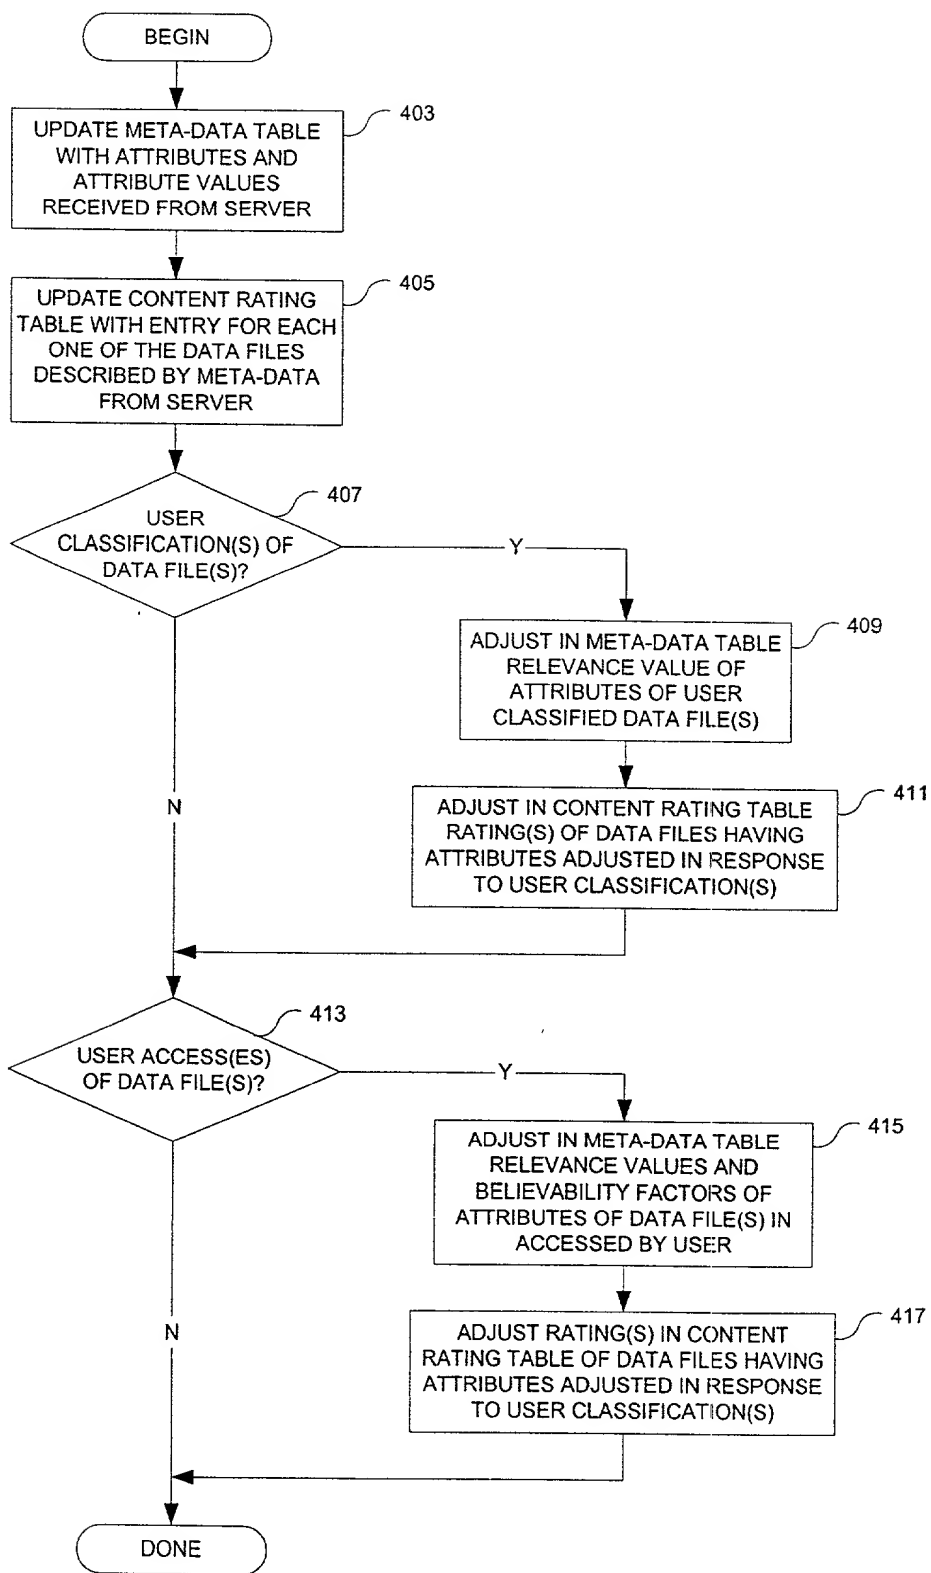 BEGIN
403
UPDATE META-DATA TABLE
WITH ATTRIBUTES AND
ATTRIBUTE VALUES
RECEIVED FROM SERVER
405
UPDATE CONTENT RATING
TABLE WITH ENTRY FOR EACH
ONE OF THE DATA FILES
DESCRIBED BY META-DATA
FROM SERVER
407
USER
CLASSIFICATION(S) OF
DATA FILE(S)?
Y
409
ADJUST IN META-DATA TABLE
RELEVANCE VALUE OF
ATTRIBUTES OF USER
CLASSIFIED DATA FILE(S)
N
411
ADJUST IN CONTENT RATING TABLE
RATING(S) OF DATA FILES HAVING
ATTRIBUTES ADJUSTED IN RESPONSE
TO USER CLASSIFICATION(S)
413
USER ACCESS(ES)
OF DATA FILE(S)?
Y
415
ADJUST IN META-DATA TABLE
RELEVANCE VALUES AND
BELIEVABILITY FACTORS OF
ATTRIBUTES OF DATA FILE(S) IN
ACCESSED BY USER
N
417
ADJUST RATING(S) IN CONTENT
RATING TABLE OF DATA FILES HAVING
ATTRIBUTES ADJUSTED IN RESPONSE
TO USER CLASSIFICATION(S)
DONE